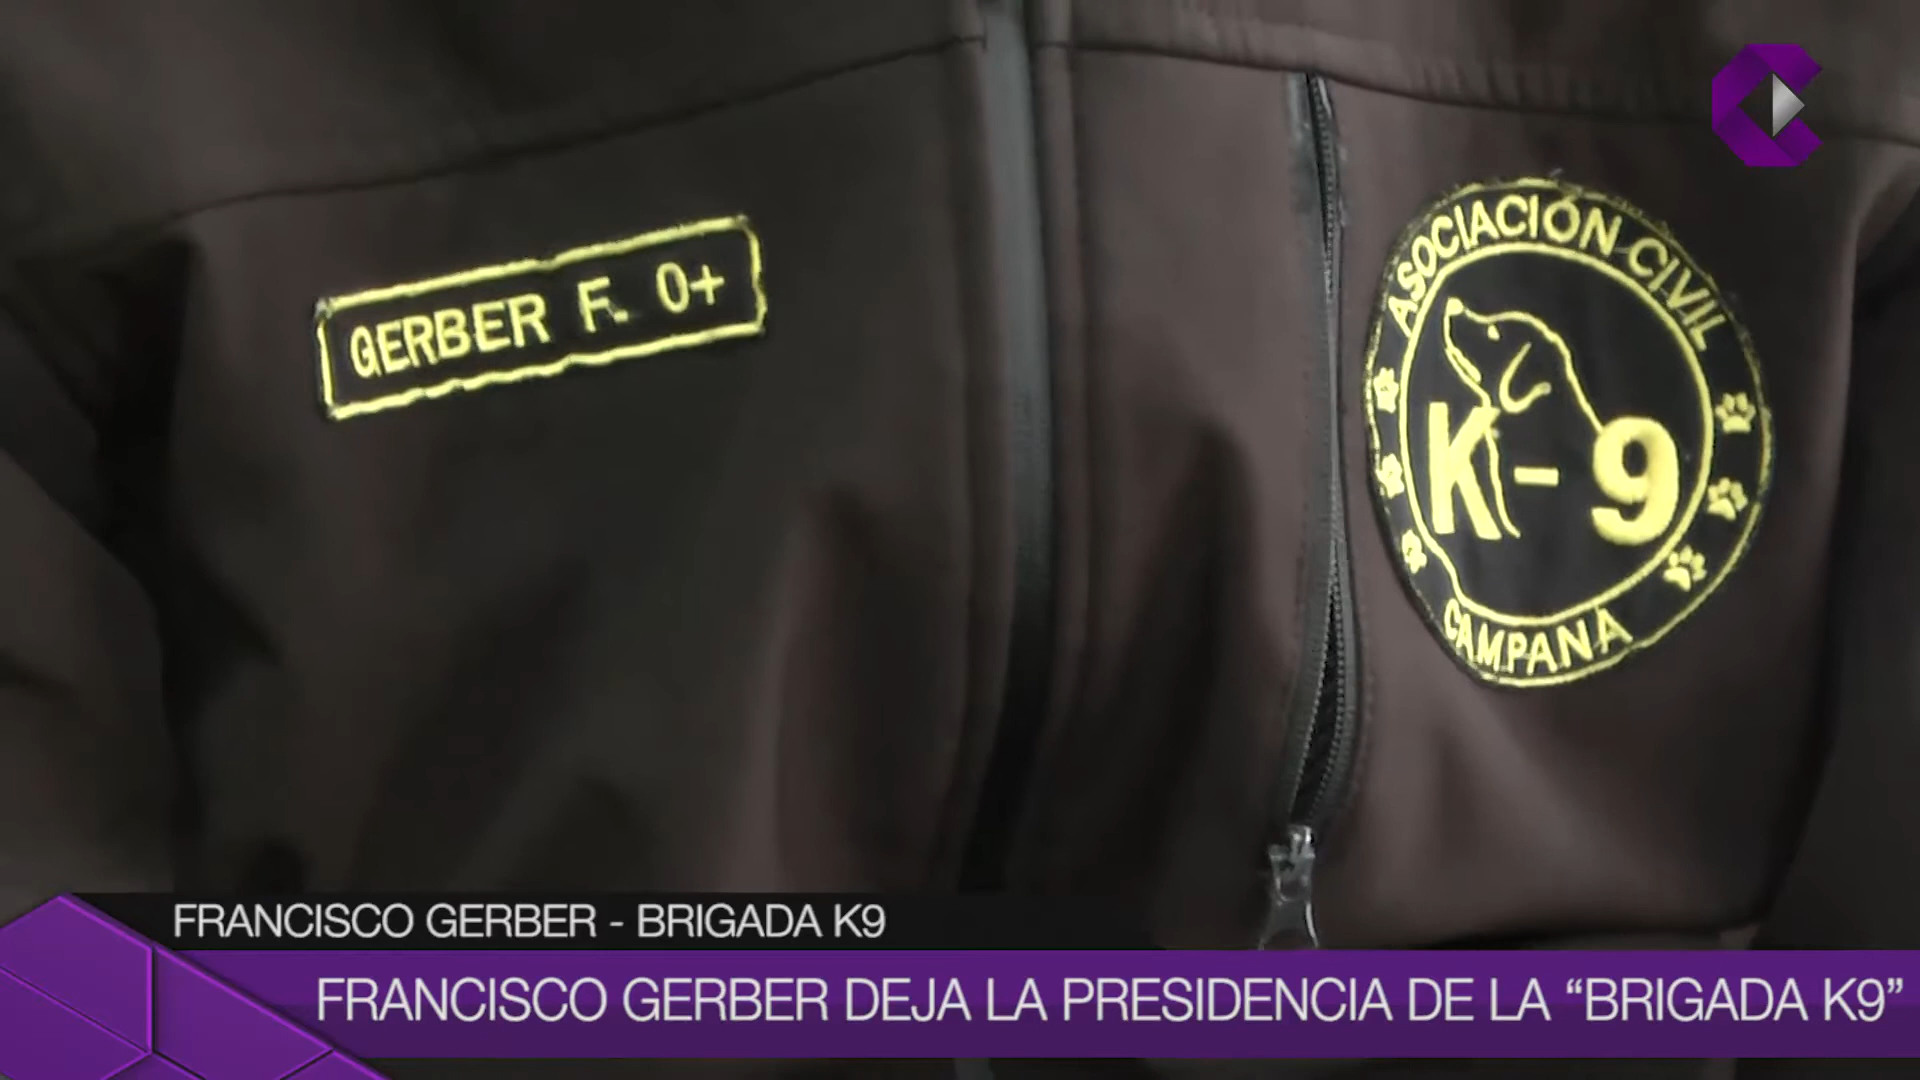 GERBER F. 0+
ASOCIACIÓN CIVIL
K-9
CAMPANA
FRANCISCO GERBER - BRIGADA K9
FRANCISCO GERBER DEJA LA PRESIDENCIA DE LA “BRIGADA K9”